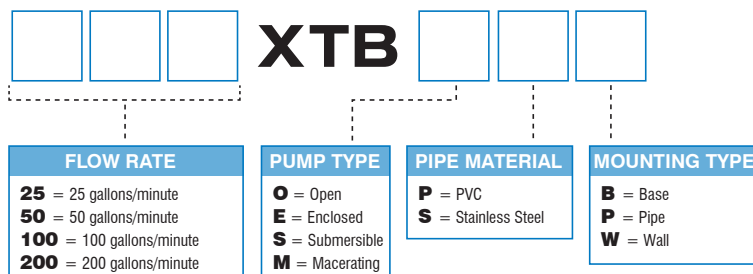 XTB
FLOW RATE
25 = 25 gallons/minute
50 = 50 gallons/minute
100 = 100 gallons/minute
200 = 200 gallons/minute
PUMP TYPE
O = Open
E = Enclosed
S = Submersible
M = Macerating
PIPE MATERIAL
P = PVC
S = Stainless Steel
MOUNTING TYPE
B = Base
P = Pipe
W = Wall